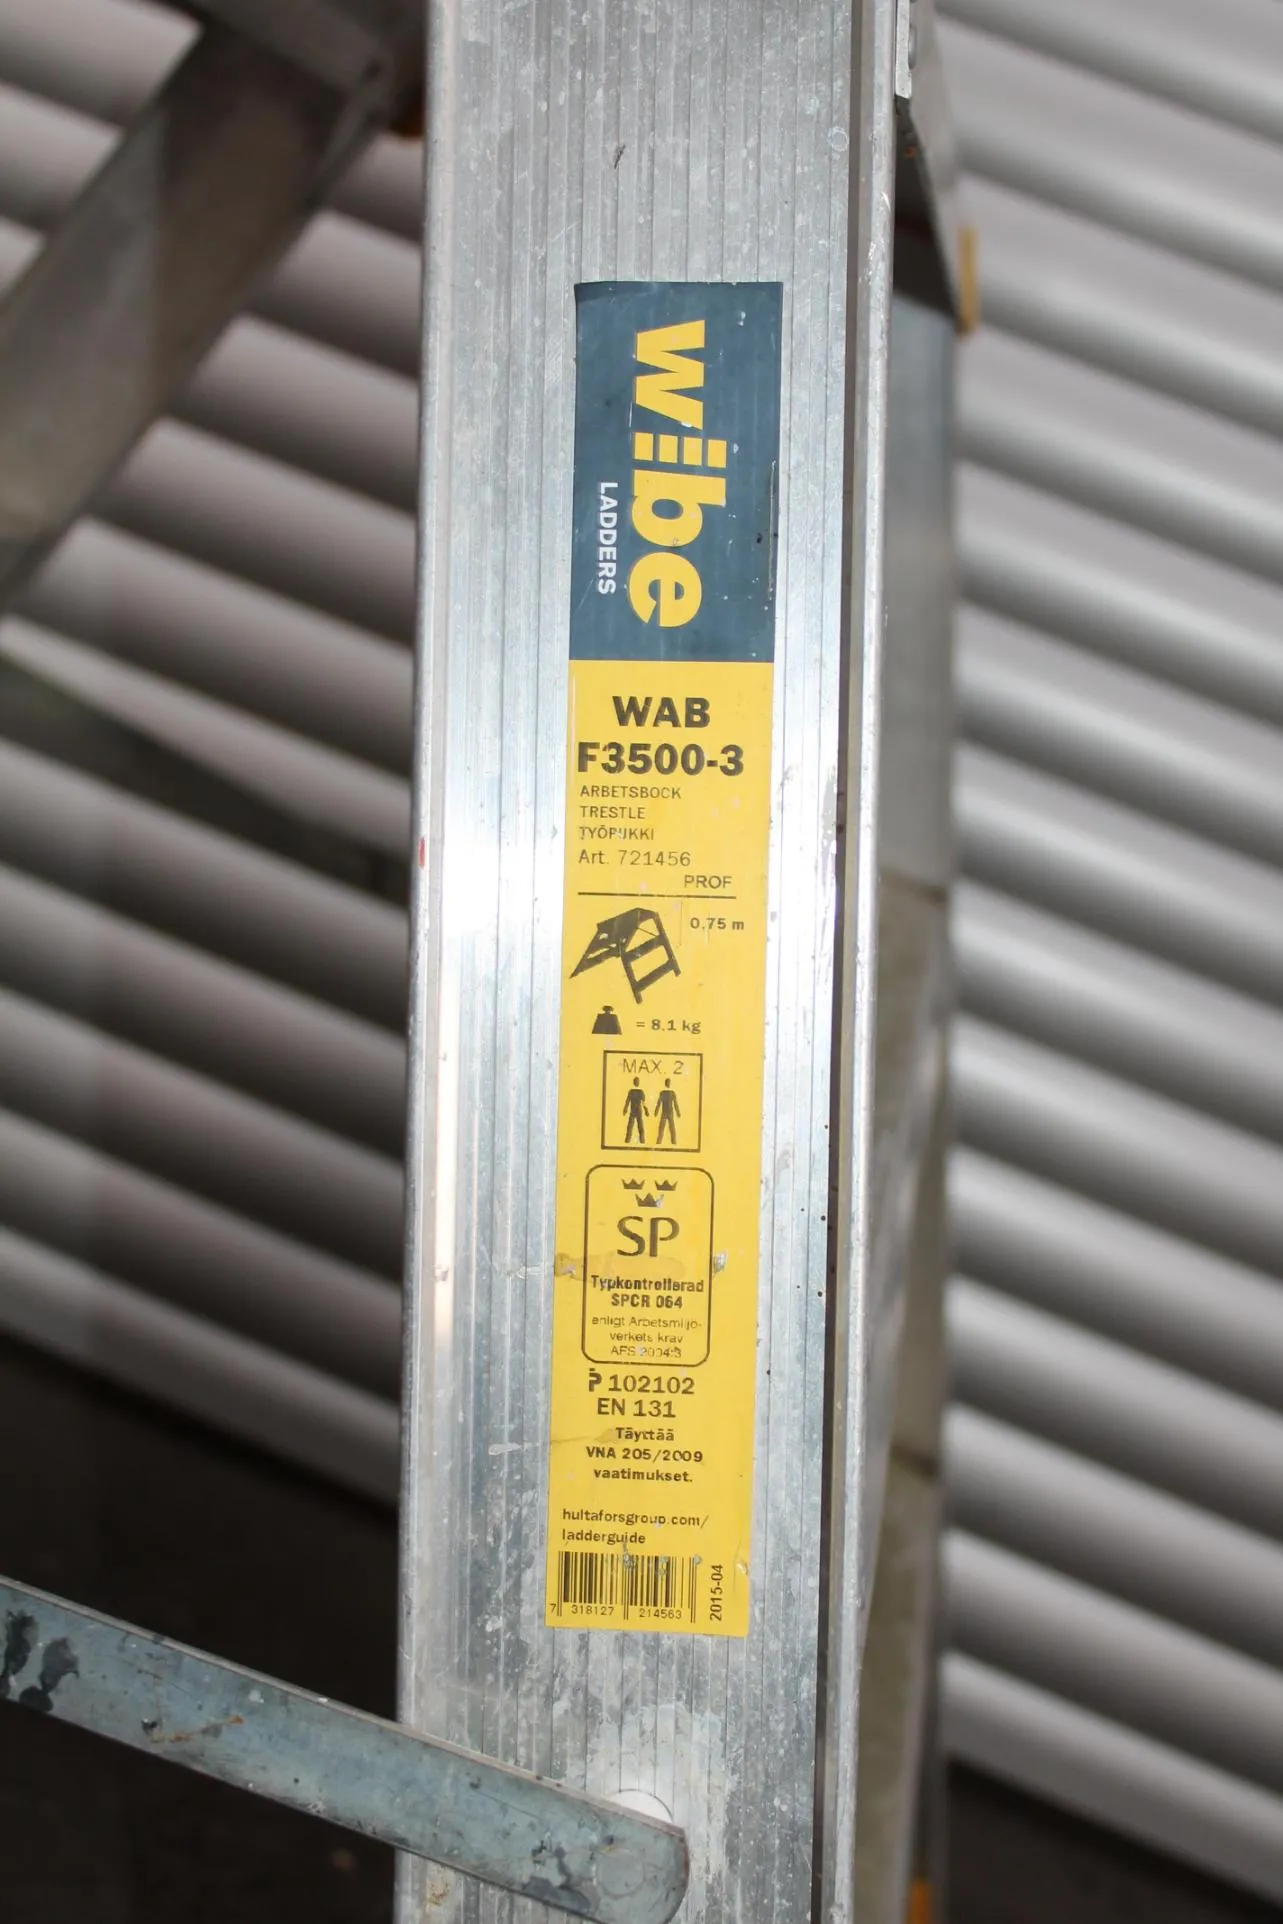 wibe
LADDERS
WAB
F3500-3
ARBETSBOCK
TRESTLE
TYÖPUKKI
Art. 721456
PROF
0,75 m
= 8,1 kg
MAX. 2
SP
Typkontrollerad
SPCR 064
enligt Arbetsmiljö-
verkets krav
AFS 2004:3
P 102102
EN 131
Täyttää
VNA 205/2009
vaatimukset.
hultaforsgroup.com/
ladderguide
7 318127 214563
2015-04